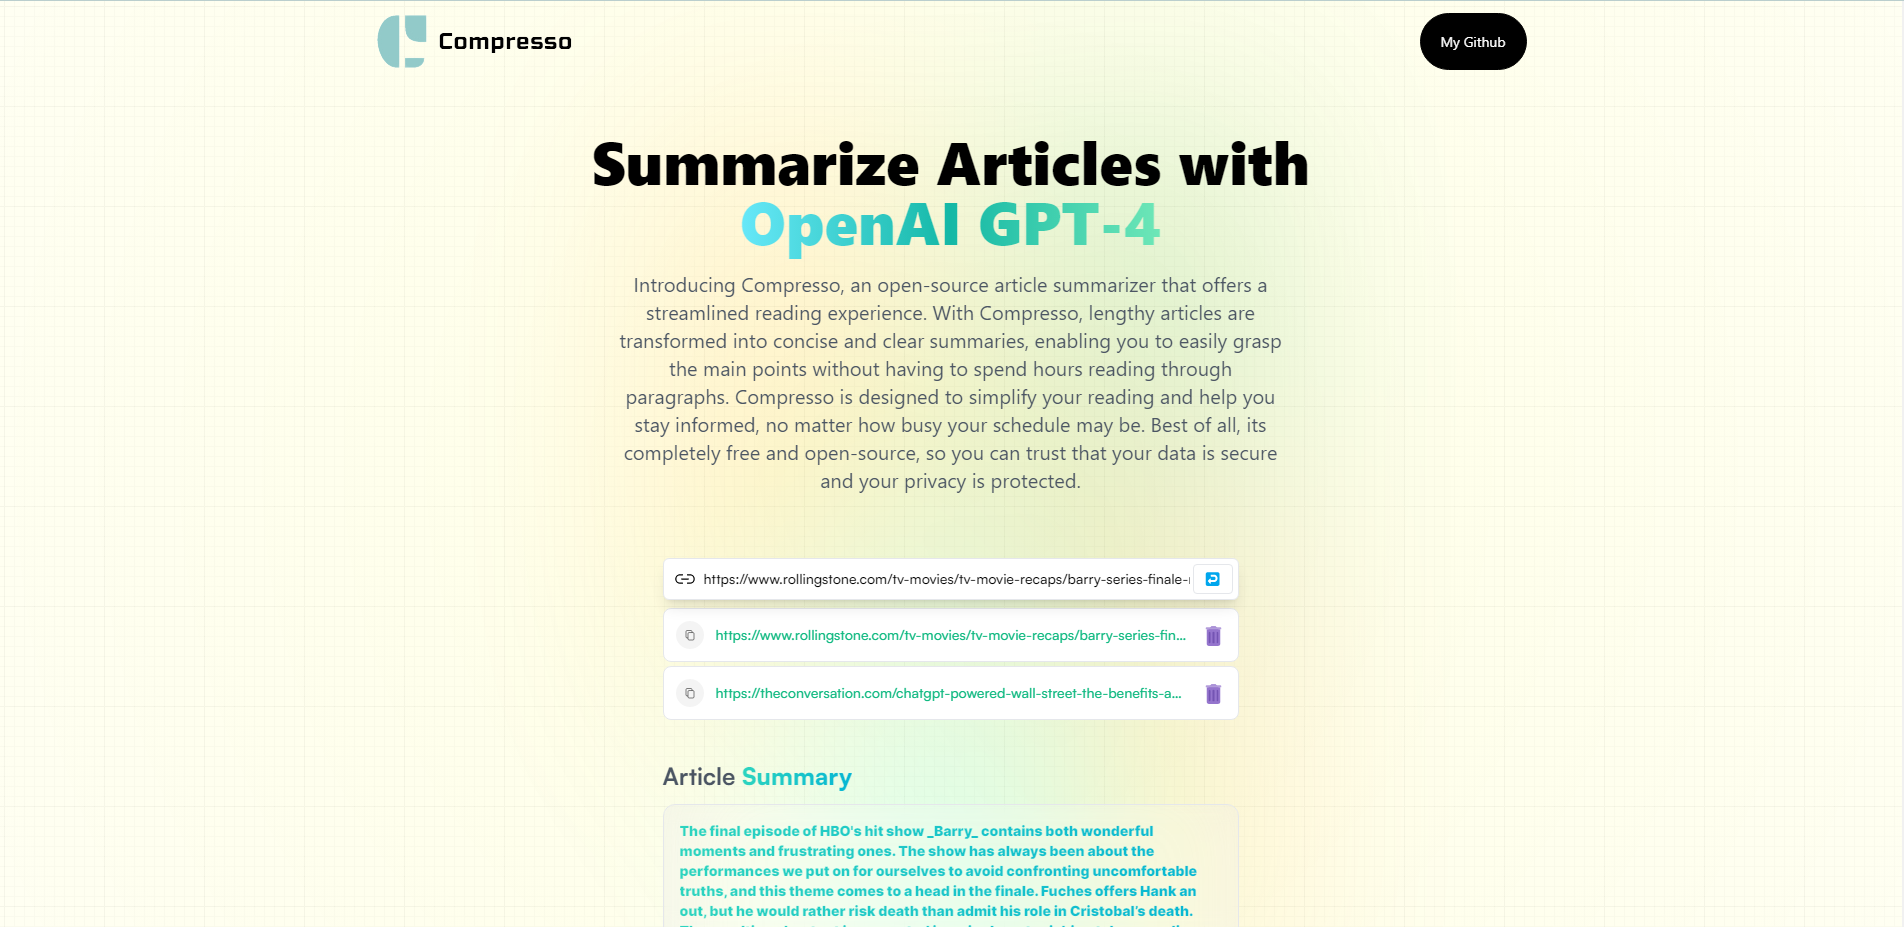 Compresso
My Github
Summarize Articles with
OpenAI GPT-4
Introducing Compresso, an open-source article summarizer that offers a
streamlined reading experience. With Compresso, lengthy articles are
transformed into concise and clear summaries, enabling you to easily grasp
the main points without having to spend hours reading through
paragraphs. Compresso is designed to simplify your reading and help you
stay informed, no matter how busy your schedule may be. Best of all, its
completely free and open-source, so you can trust that your data is secure
and your privacy is protected.
https://www.rollingstone.com/tv-movies/tv-movie-recaps/barry-series-finale-
https://www.rollingstone.com/tv-movies/tv-movie-recaps/barry-series-fin...
https://theconversation.com/chatgpt-powered-wall-street-the-benefits-a...
Article Summary
The final episode of HBO's hit show _Barry_ contains both wonderful
moments and frustrating ones. The show has always been about the
performances we put on for ourselves to avoid confronting uncomfortable
truths, and this theme comes to a head in the finale. Fuches offers Hank an
out, but he would rather risk death than admit his role in Cristobal's death.